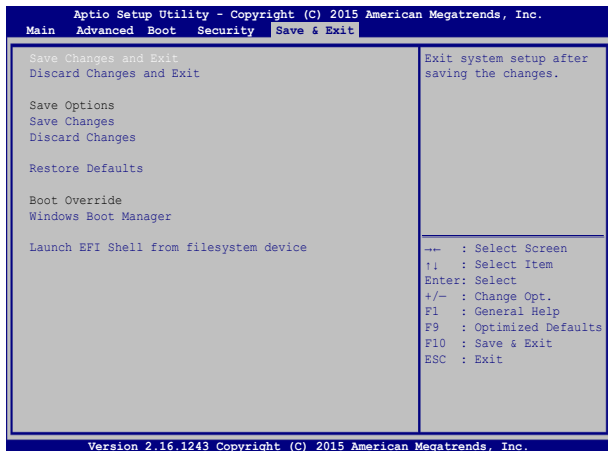 Aptio Setup Utility - Copyright (C) 2015 American Megatrends, Inc.
Main Advanced Boot Security Save & Exit
Save Changes and Exit
Discard Changes and Exit
Save Options
Save Changes
Discard Changes
Restore Defaults
Boot Override
Windows Boot Manager
Launch EFI Shell from filesystem device
Exit system setup after
saving the changes.
→← : Select Screen
↑↓ : Select Item
Enter: Select
+/— : Change Opt.
F1 : General Help
F9 : Optimized Defaults
F10 : Save & Exit
ESC : Exit
Version 2.16.1243 Copyright (C) 2015 American Megatrends, Inc.